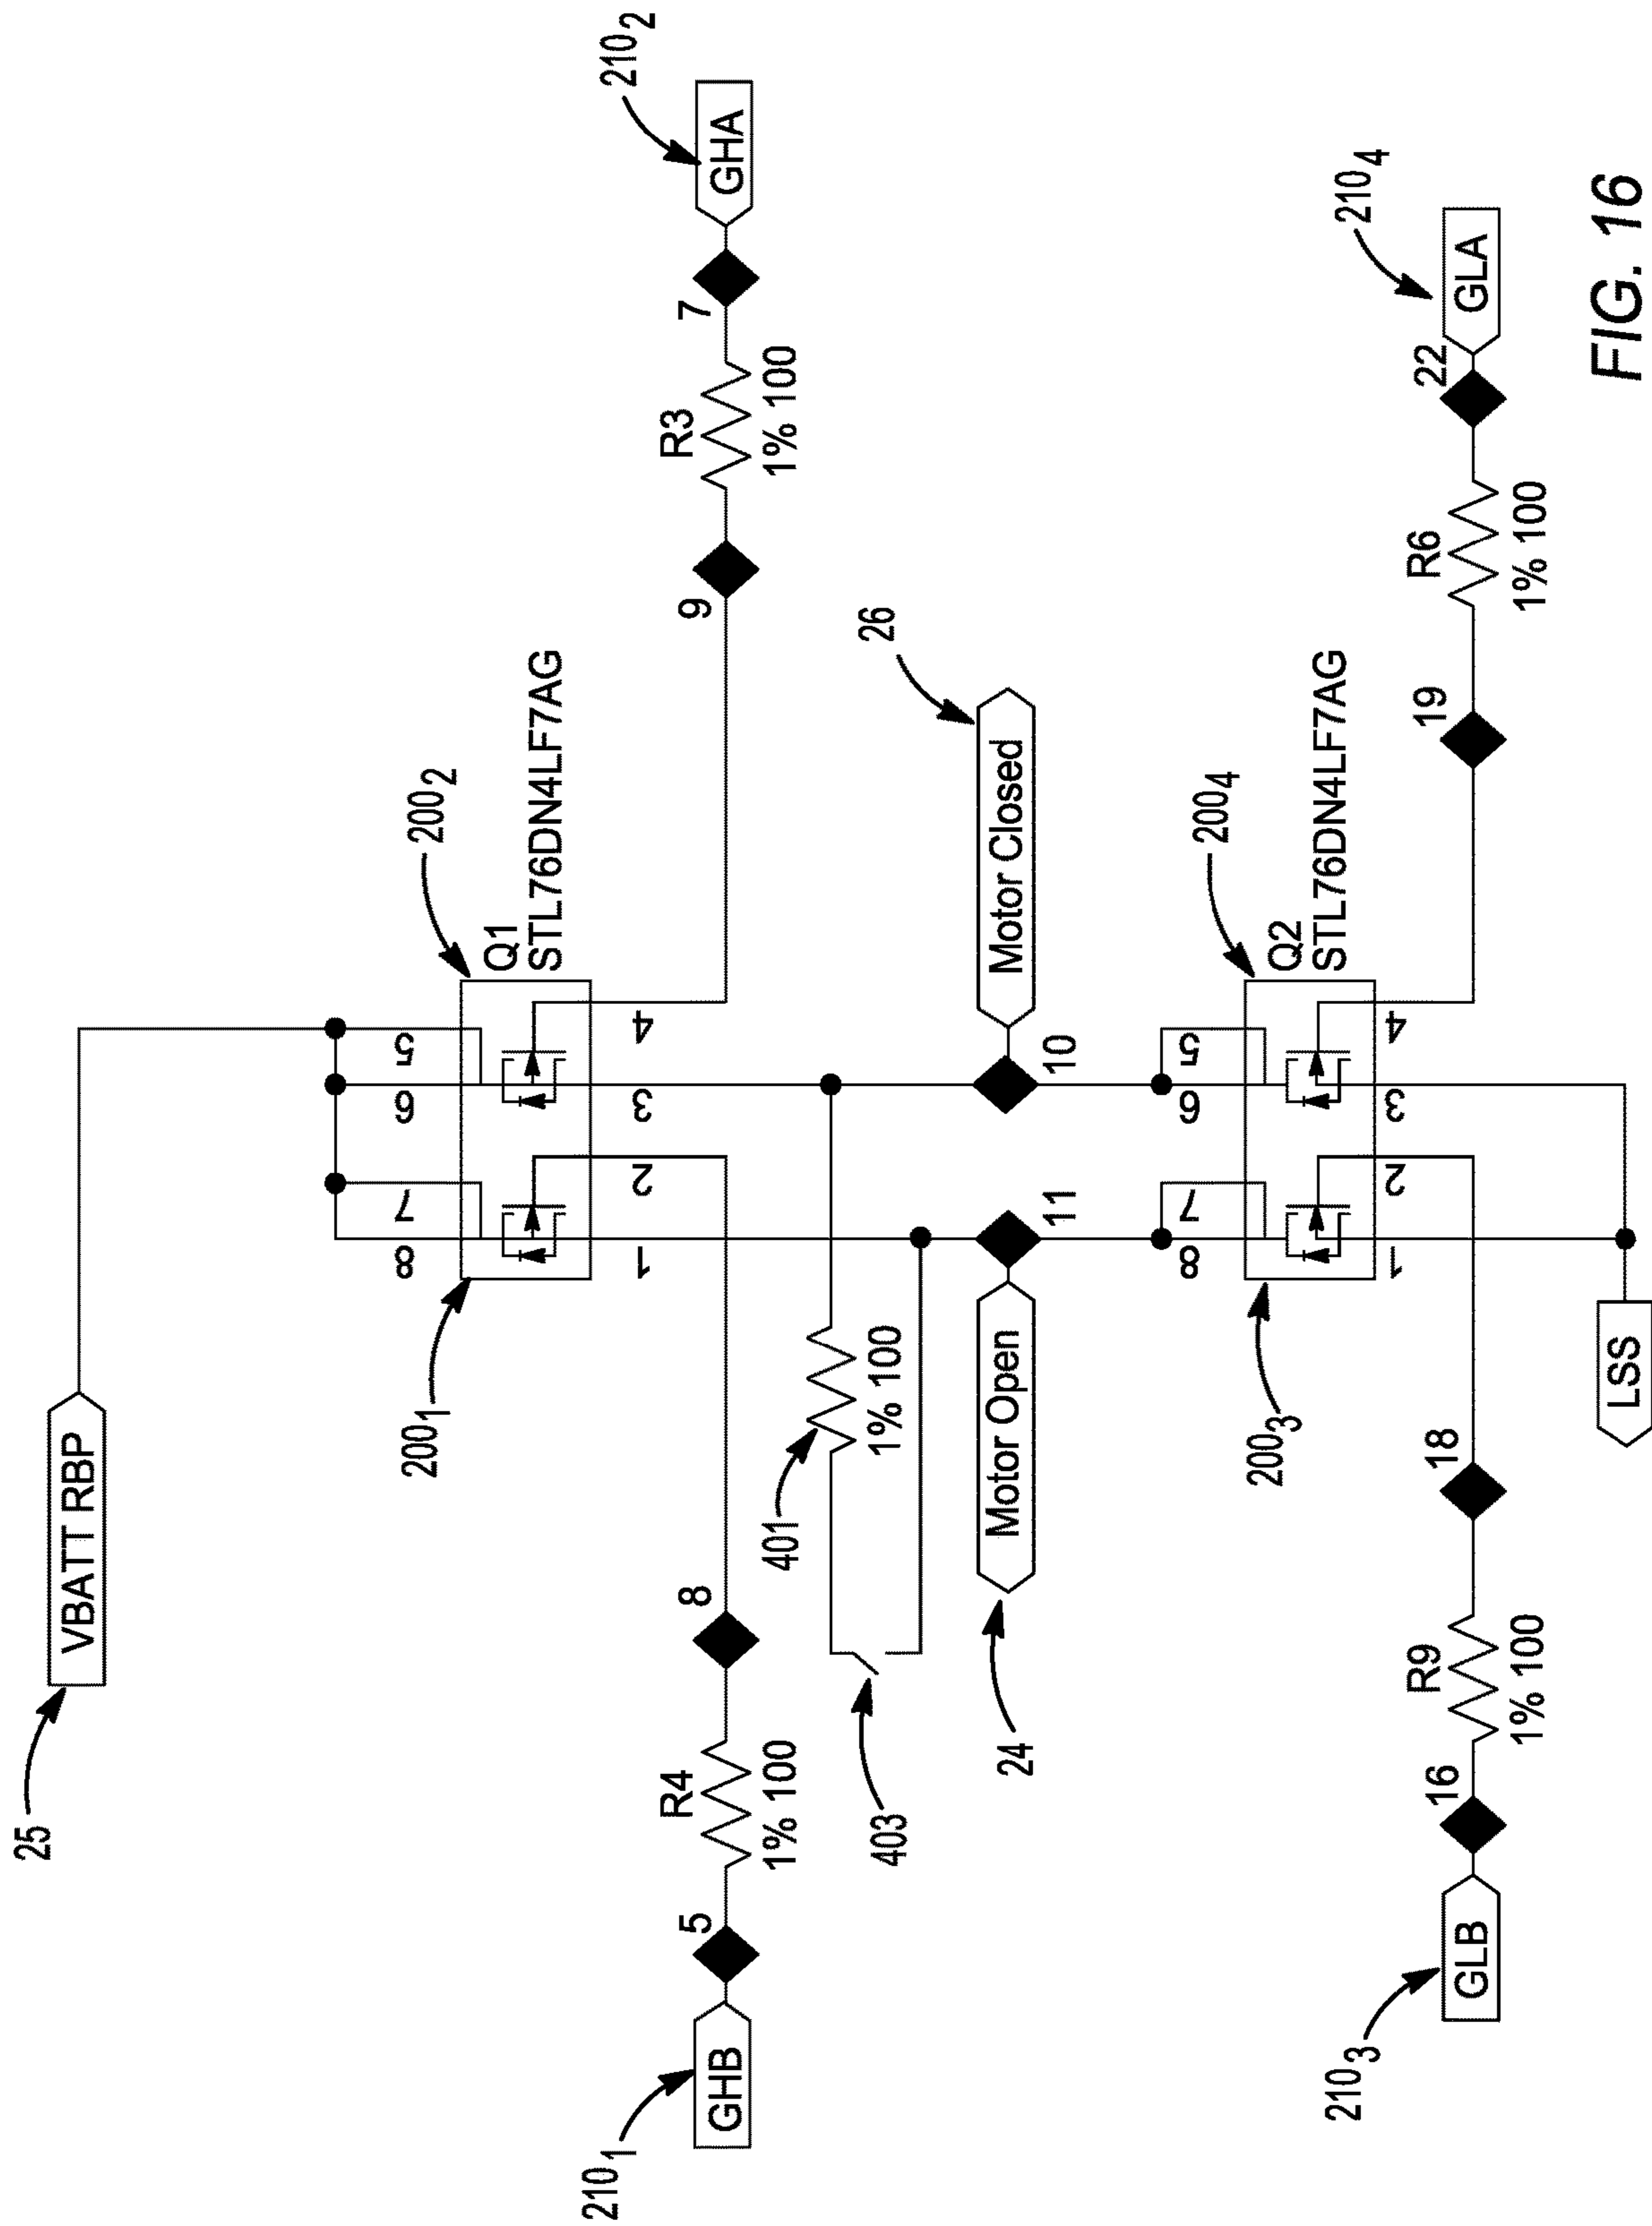 25
VBATT RBP
200₁
200₂
Q1
STL76DN4LF7AG
8
7
6
5
1
2
3
4
210₁
GHB
5
R4
1% 100
8
9
R3
1% 100
7
GHA
210₂
401
1% 100
403
24
Motor Open
11
10
Motor Closed
26
200₃
200₄
Q2
STL76DN4LF7AG
8
7
6
5
1
2
3
4
210₃
GLB
16
R9
1% 100
18
19
R6
1% 100
22
GLA
210₄
LSS
FIG. 16